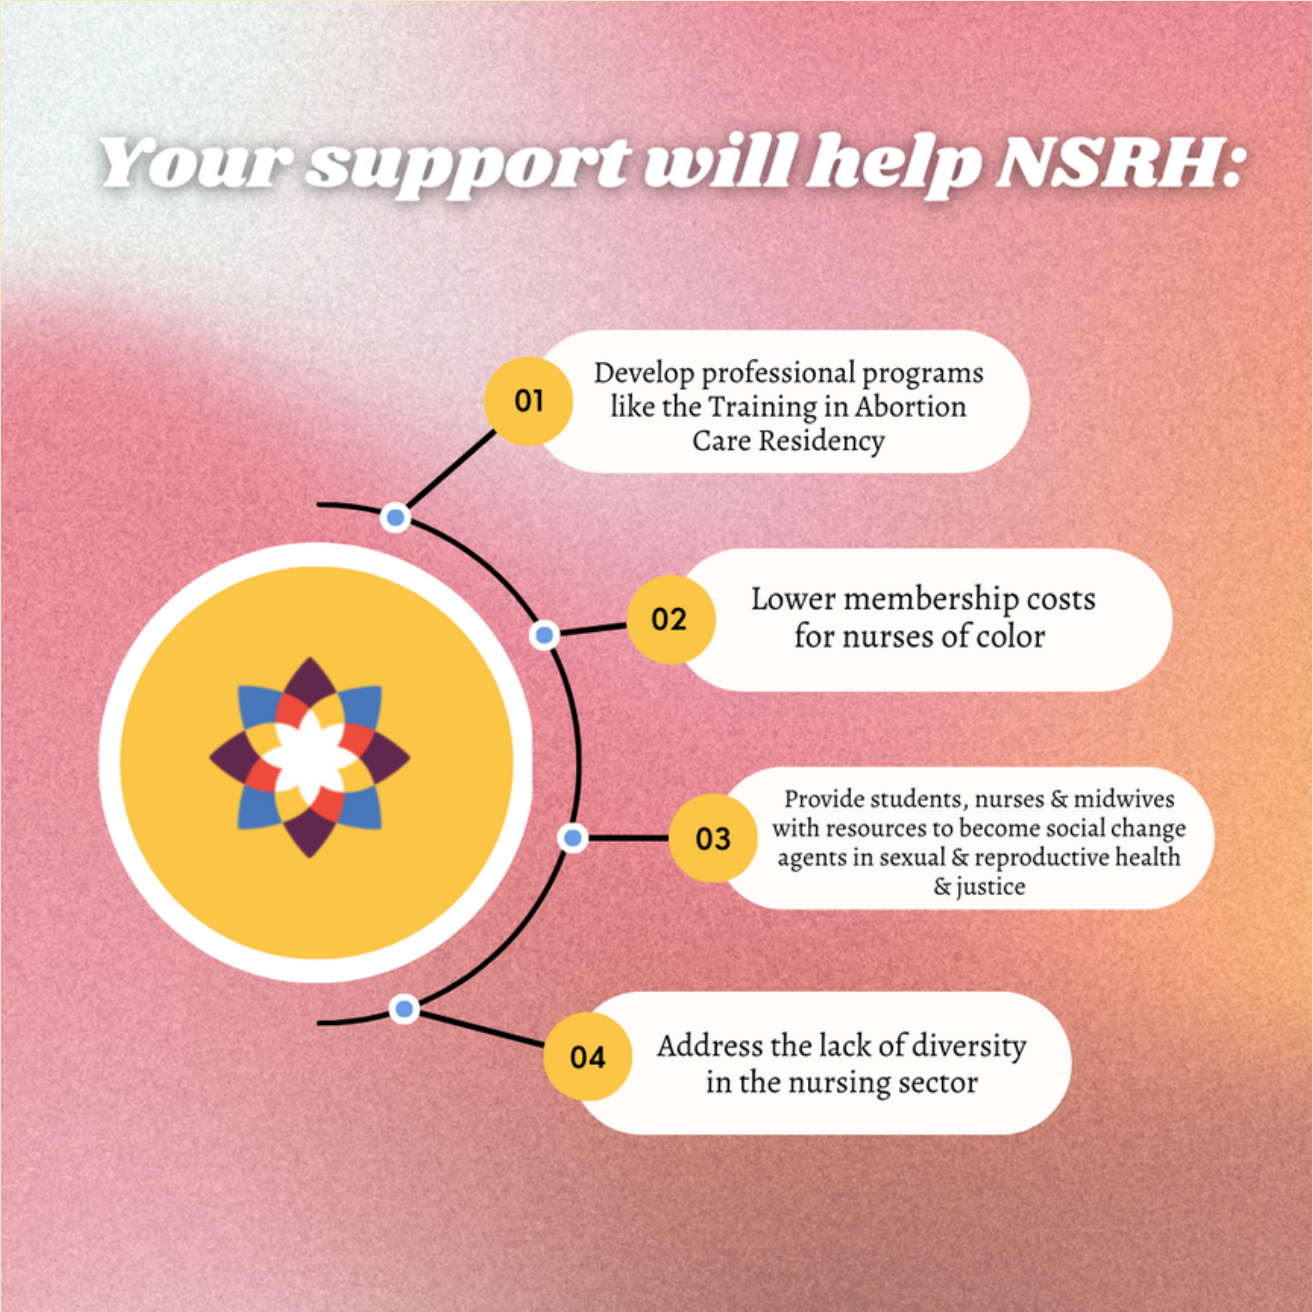 Your support will help NSRH:
01
Develop professional programs
like the Training in Abortion
Care Residency
02
Lower membership costs
for nurses of color
03
Provide students, nurses & midwives
with resources to become social change
agents in sexual & reproductive health
& justice
04
Address the lack of diversity
in the nursing sector